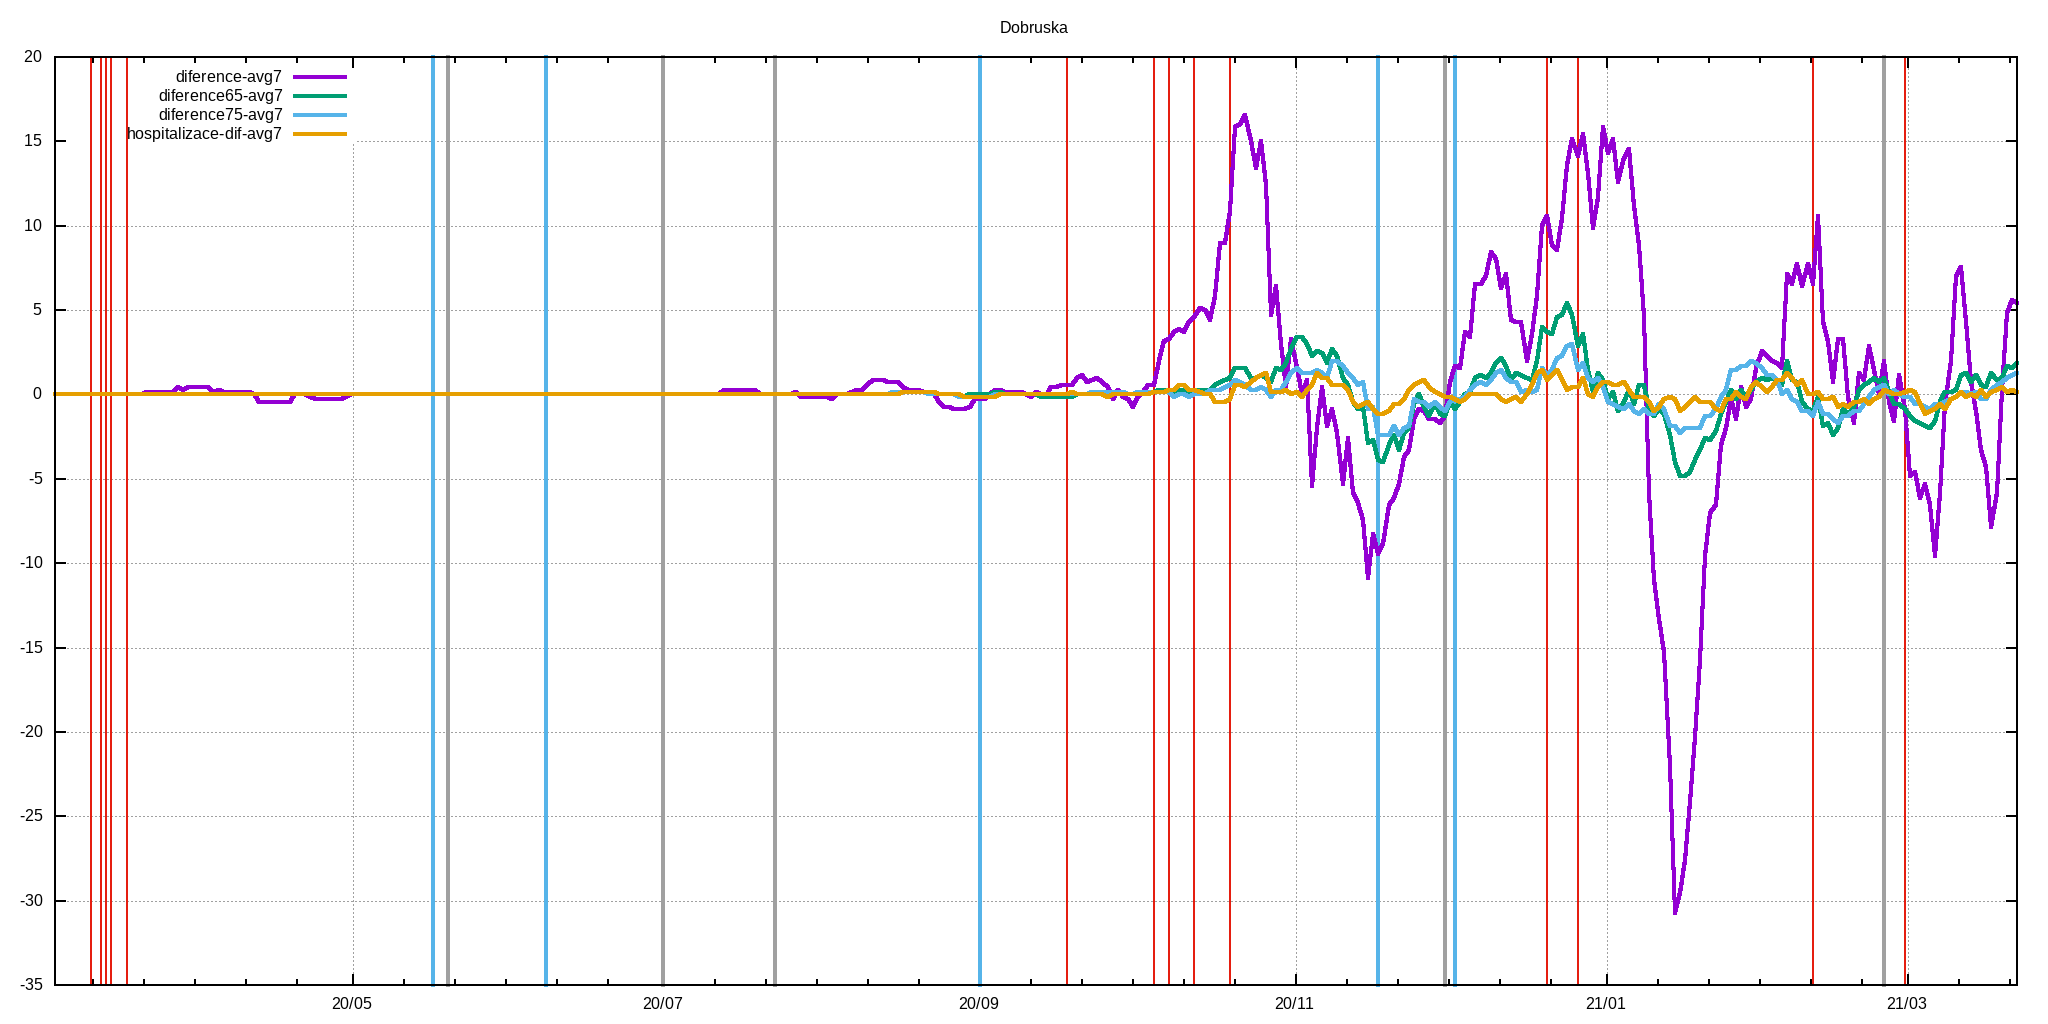 Dobruska
20
diference-avg7
diference65-avg7
diference75-avg7
hospitalizace-dif-avg7
15
10
5
0
-5
-10
-15
-20
-25
-30
-35
20/05 20/07 20/09 20/11 21/01 21/03